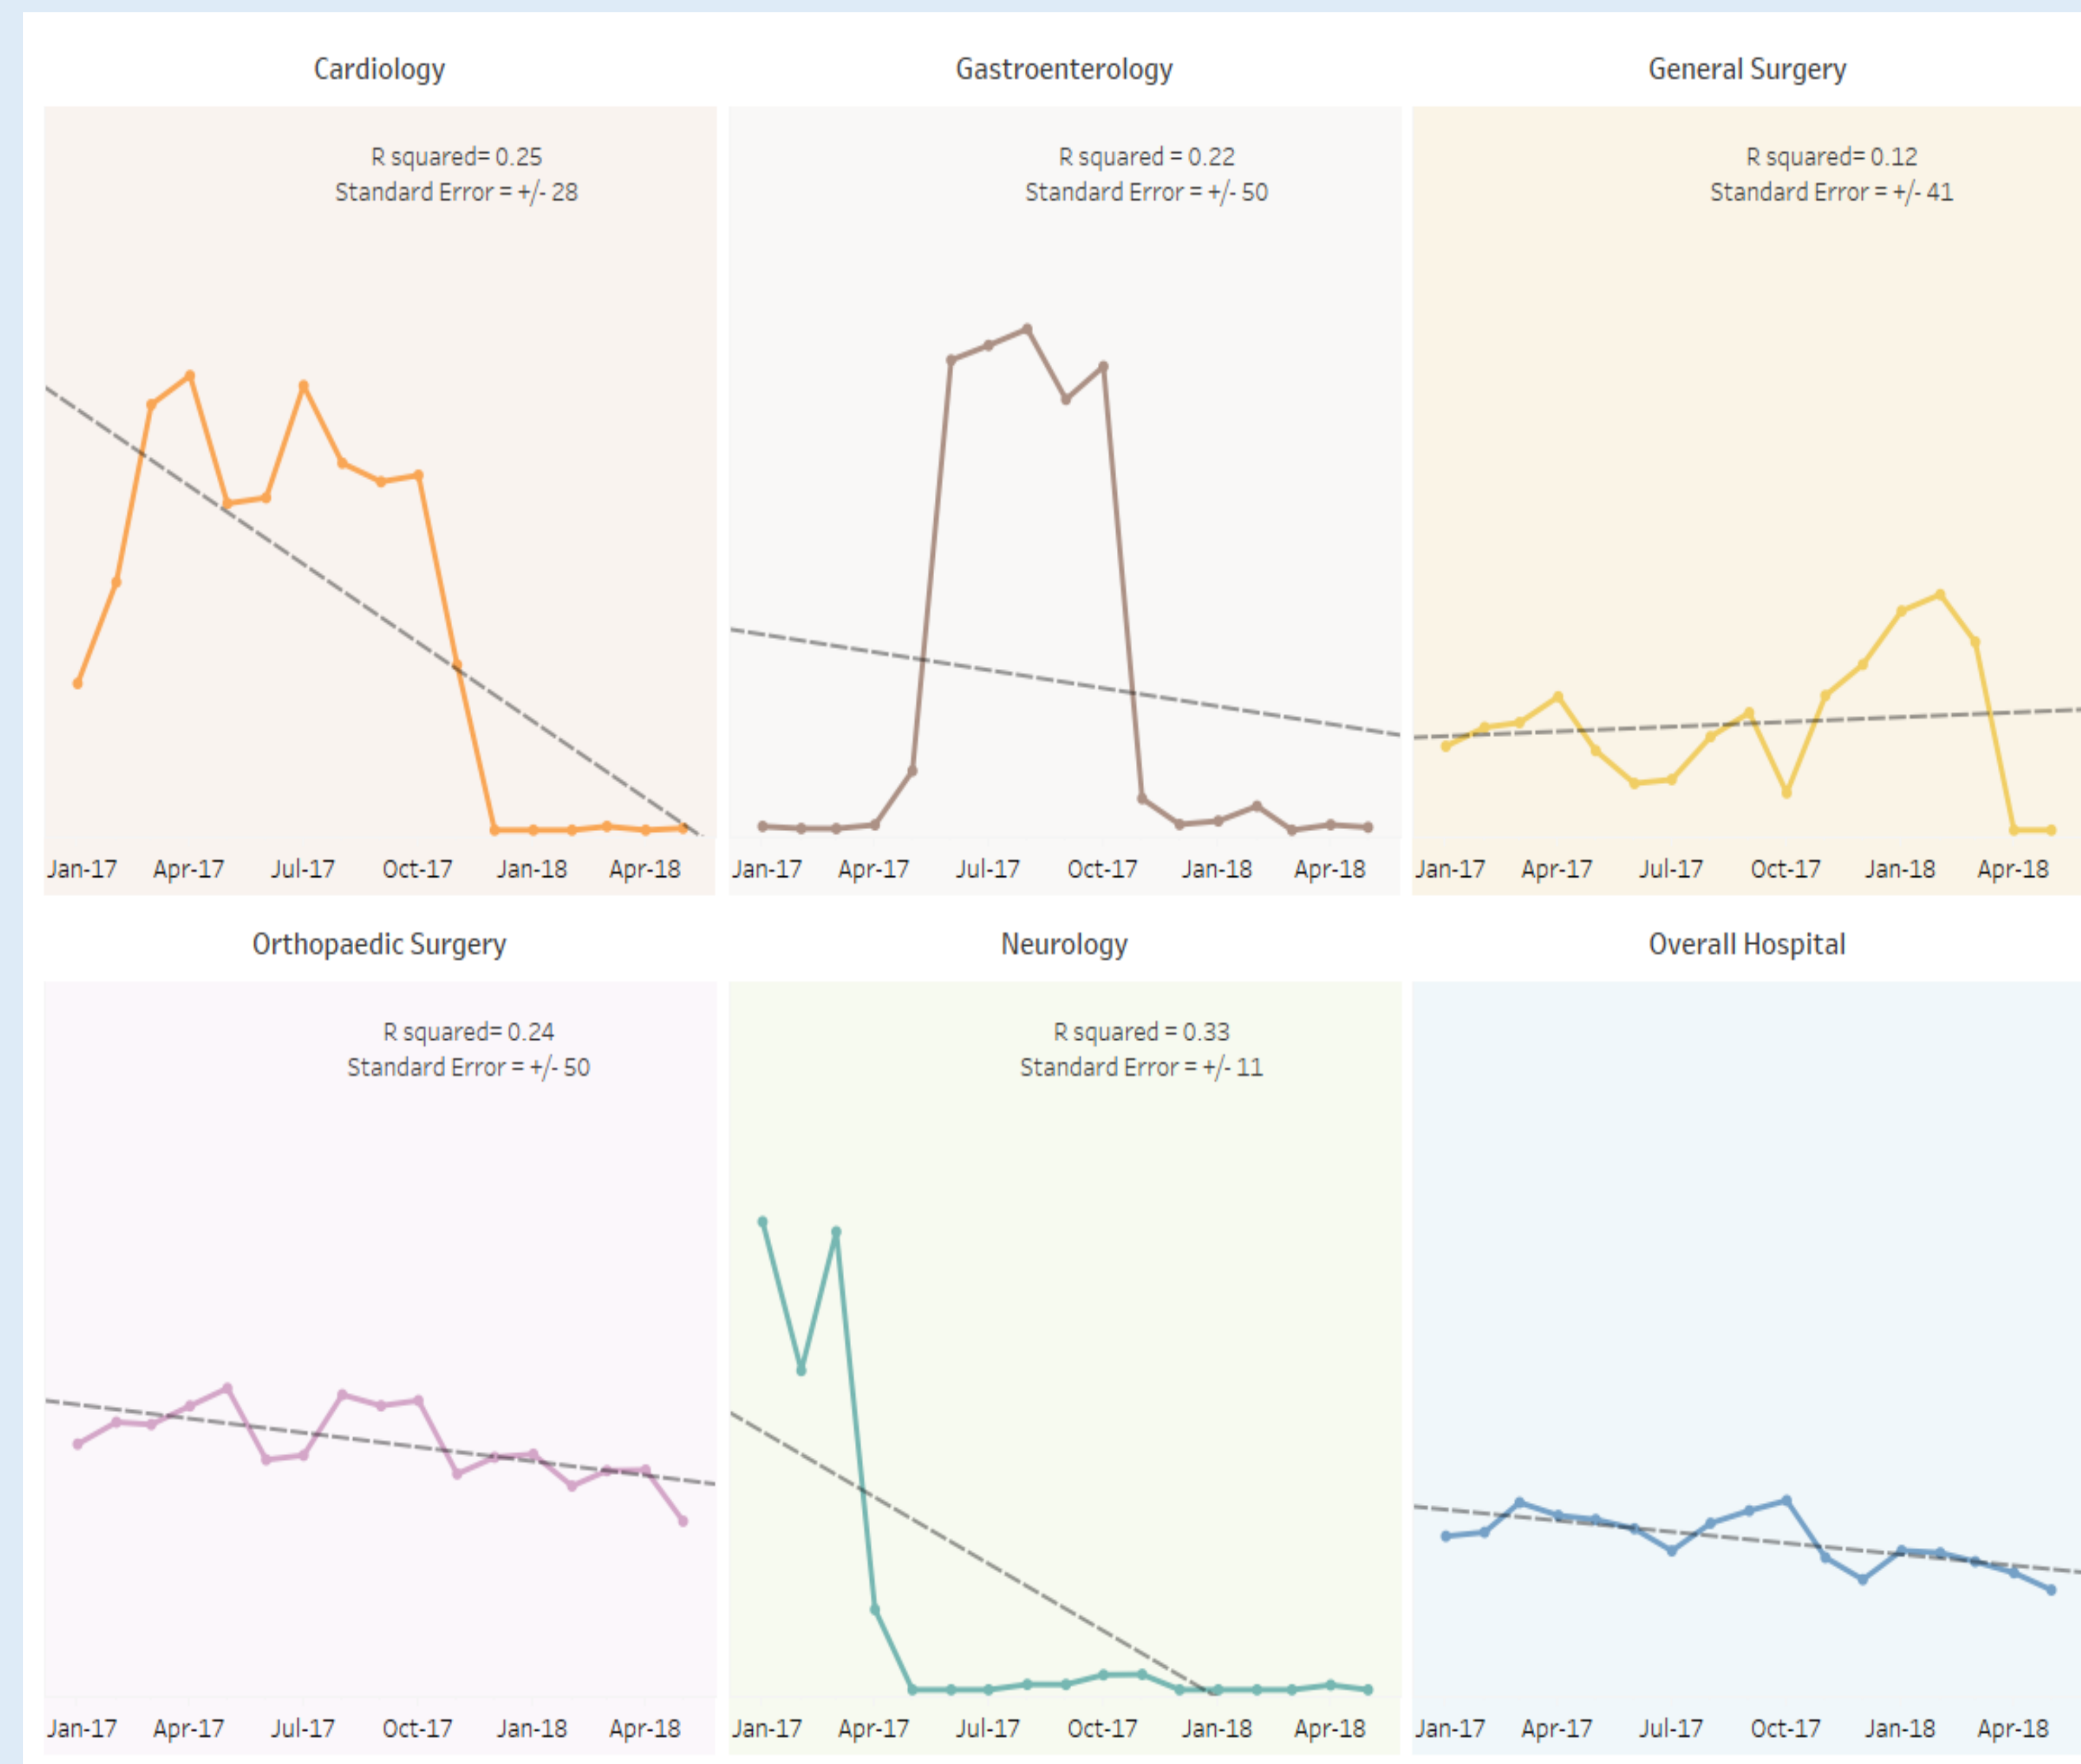 Cardiology
R squared= 0.25
Standard Error = +/- 28
Jan-17 Apr-17 Jul-17 Oct-17 Jan-18 Apr-18
Gastroenterology
R squared = 0.22
Standard Error = +/- 50
Jan-17 Apr-17 Jul-17 Oct-17 Jan-18 Apr-18
General Surgery
R squared= 0.12
Standard Error = +/- 41
Jan-17 Apr-17 Jul-17 Oct-17 Jan-18 Apr-18
Orthopaedic Surgery
R squared= 0.24
Standard Error = +/- 50
Jan-17 Apr-17 Jul-17 Oct-17 Jan-18 Apr-18
Neurology
R squared = 0.33
Standard Error = +/- 11
Jan-17 Apr-17 Jul-17 Oct-17 Jan-18 Apr-18
Overall Hospital
Jan-17 Apr-17 Jul-17 Oct-17 Jan-18 Apr-18